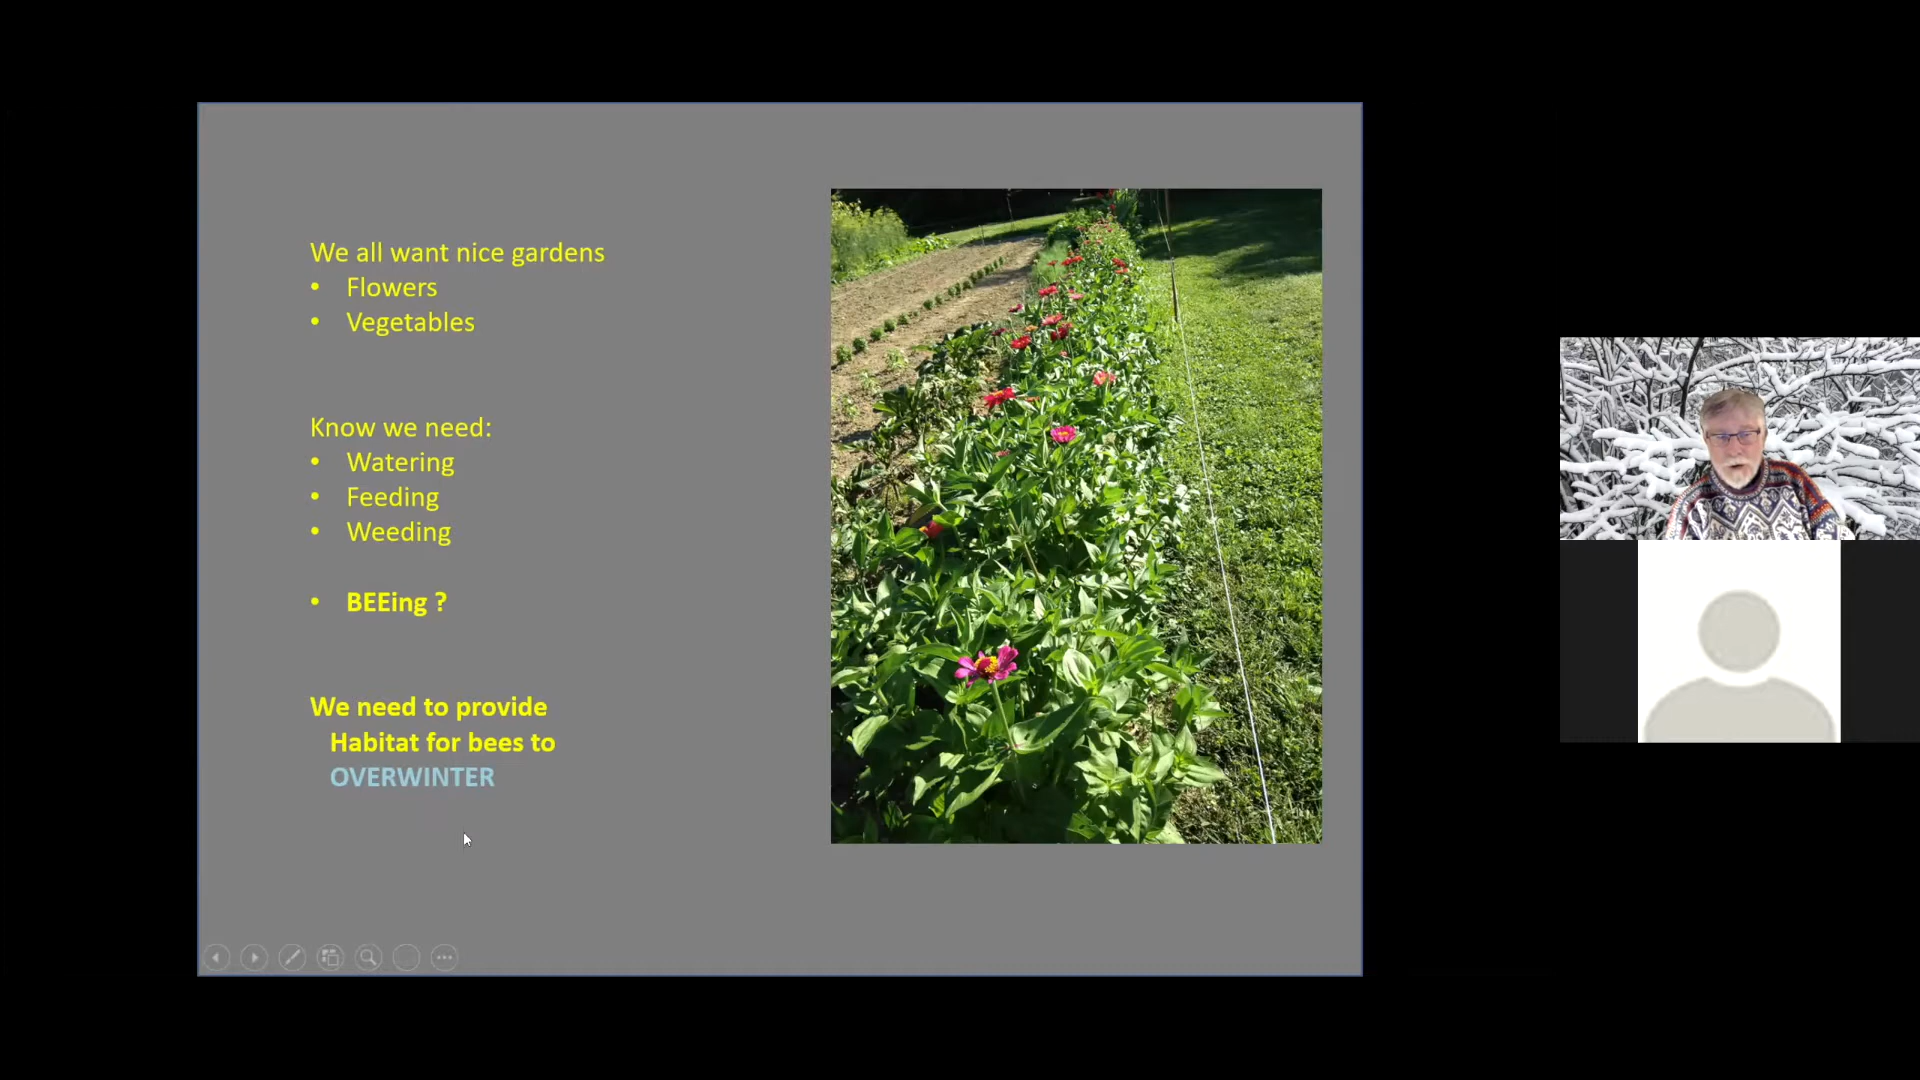 We all want nice gardens
• Flowers
• Vegetables
Know we need:
• Watering
• Feeding
• Weeding
• BEEing ?
We need to provide
Habitat for bees to
OVERWINTER